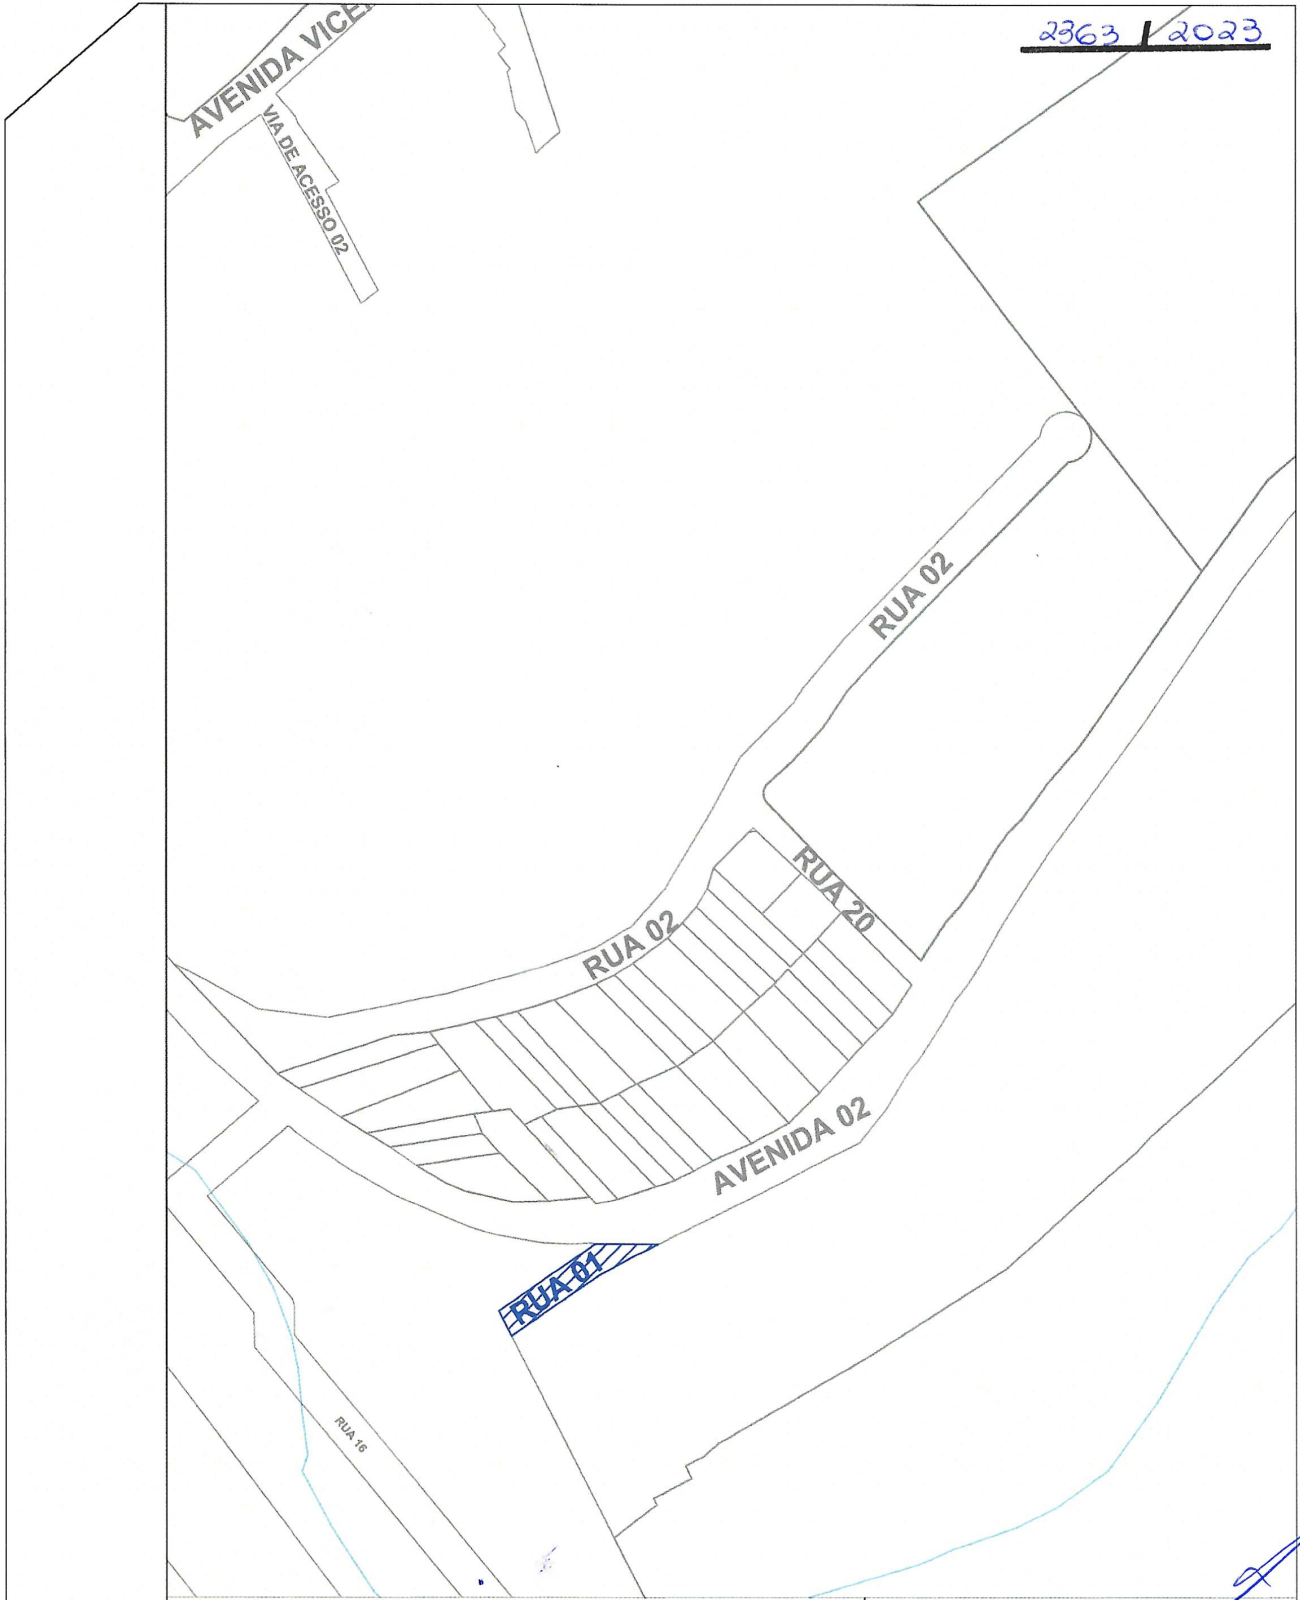 2363 / 2023
AVENIDA VICE
VIA DE ACESSO 02
RUA 02
RUA 20
RUA 02
AVENIDA 02
RUA 01
RUA 16